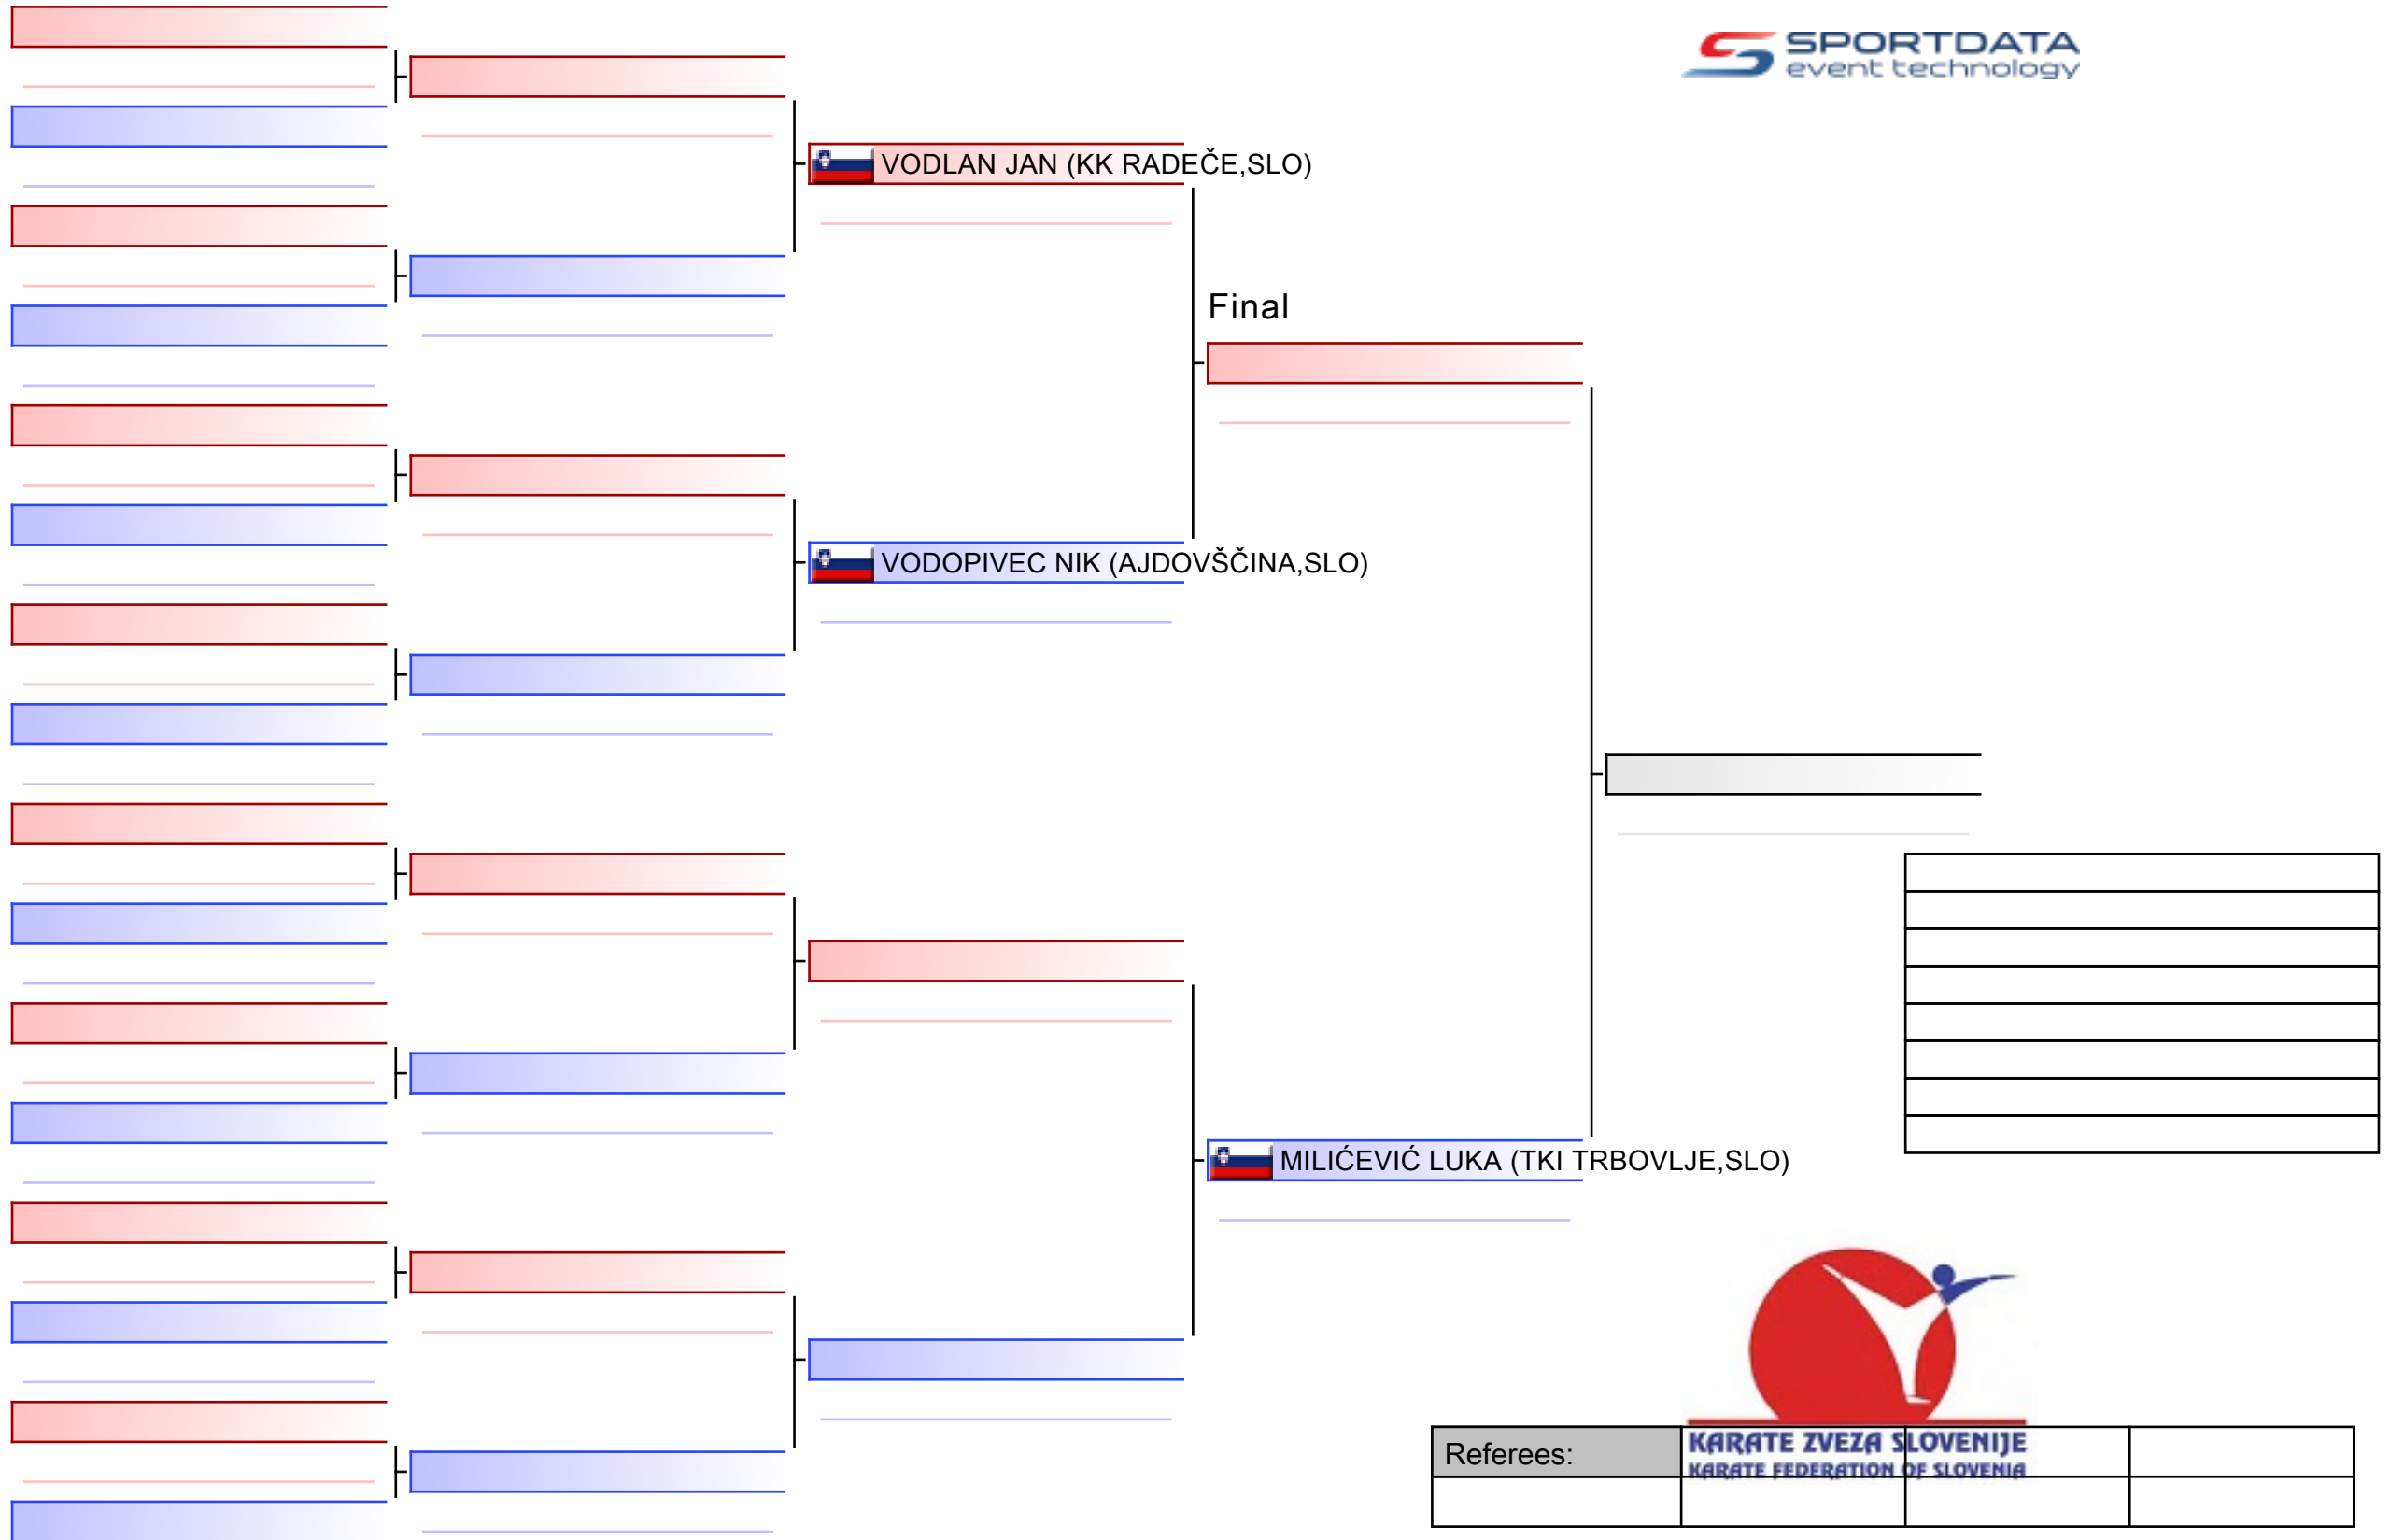 SPORTDATA
event technology
VODLAN JAN (KK RADEČE,SLO)
Final
VODOPIVEC NIK (AJDOVŠČINA,SLO)
MILIĆEVIĆ LUKA (TKI TRBOVLJE,SLO)
Referees:
KARATE ZVEZA SLOVENIJE
KARATE FEDERATION OF SLOVENIA